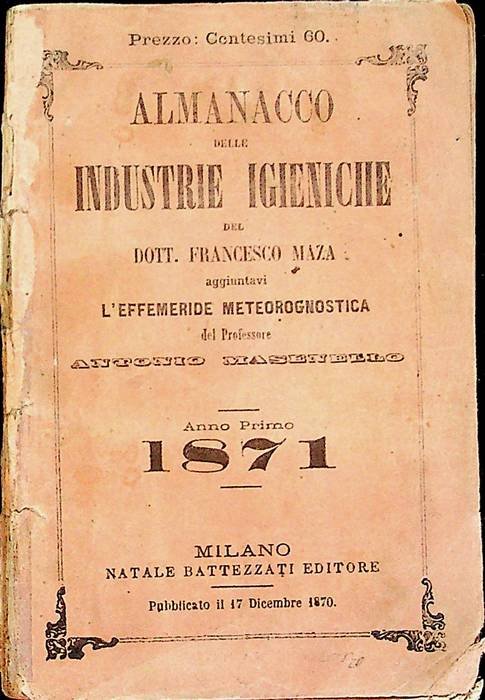 Prezzo: Centesimi 60.
ALMANACCO
DELLE
INDUSTRIE IGIENICHE
DEL
DOTT. FRANCESCO MAZA
aggiuntavi
L'EFFEMERIDE METEOROGNOSTICA
del Professore
ANTONIO MASENELLO
Anno Primo
1871
MILANO
NATALE BATTEZZATI EDITORE
Pubblicato il 17 Dicembre 1870.